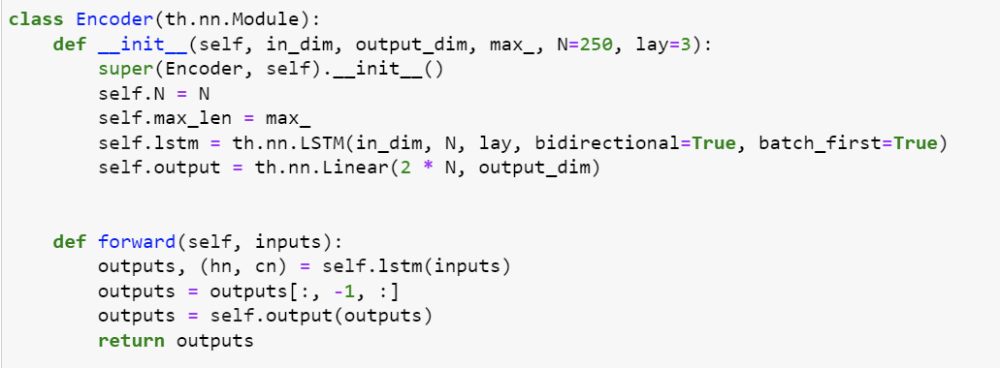 class Encoder(th.nn.Module):
    def __init__(self, in_dim, output_dim, max_, N=250, lay=3):
        super(Encoder, self).__init__()
        self.N = N
        self.max_len = max_
        self.lstm = th.nn.LSTM(in_dim, N, lay, bidirectional=True, batch_first=True)
        self.output = th.nn.Linear(2 * N, output_dim)
    def forward(self, inputs):
        outputs, (hn, cn) = self.lstm(inputs)
        outputs = outputs[:, -1, :]
        outputs = self.output(outputs)
        return outputs